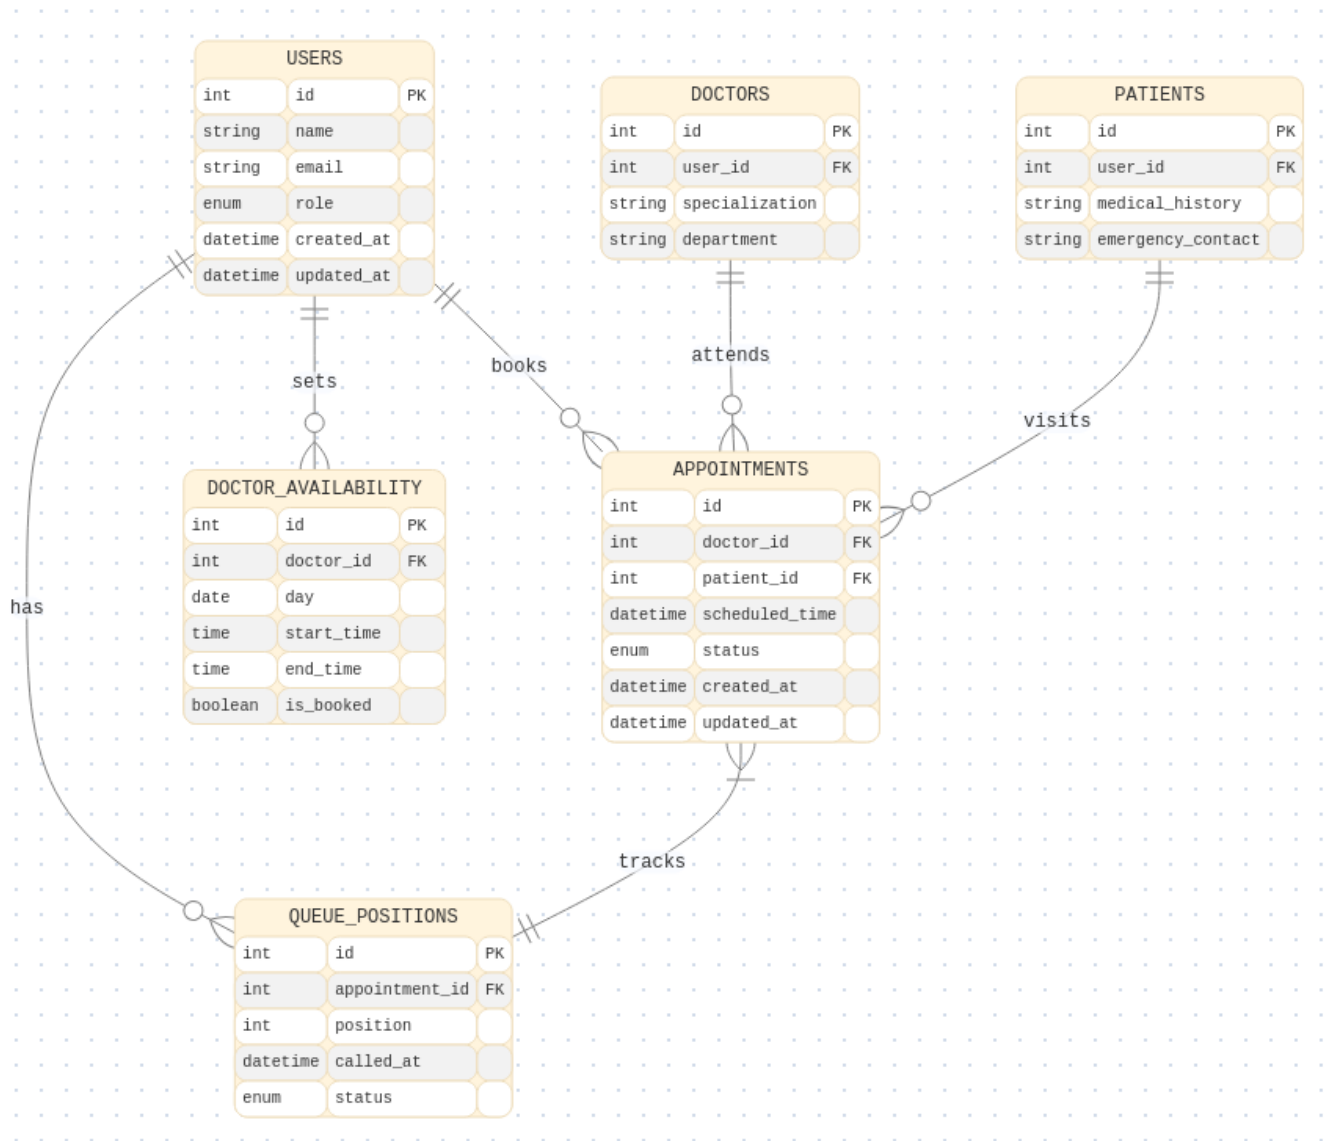 USERS
int id PK
string name
string email
enum role
datetime created_at
datetime updated_at
DOCTORS
int id PK
int user_id FK
string specialization
string department
PATIENTS
int id PK
int user_id FK
string medical_history
string emergency_contact
sets
books
attends
visits
DOCTOR_AVAILABILITY
int id PK
int doctor_id FK
date day
time start_time
time end_time
boolean is_booked
APPOINTMENTS
int id PK
int doctor_id FK
int patient_id FK
datetime scheduled_time
enum status
datetime created_at
datetime updated_at
has
tracks
QUEUE_POSITIONS
int id PK
int appointment_id FK
int position
datetime called_at
enum status